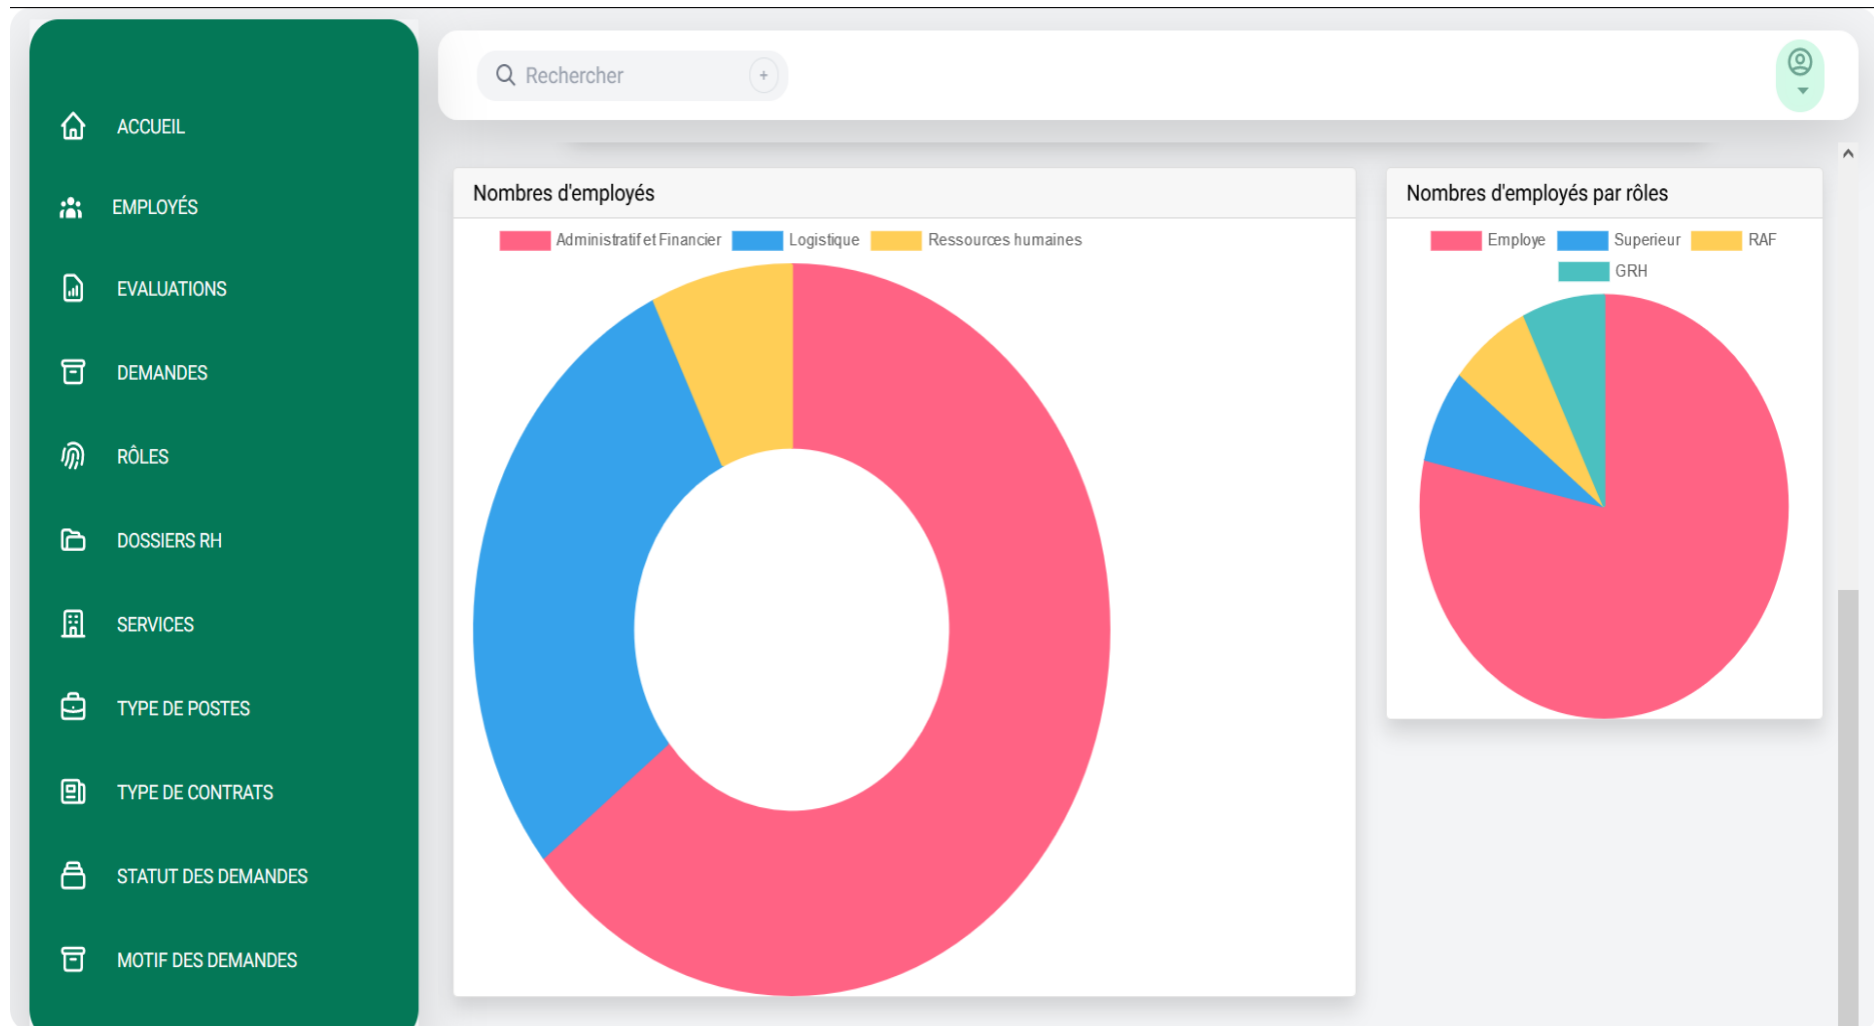 ACCUEIL
EMPLOYÉS
EVALUATIONS
DEMANDES
RÔLES
DOSSIERS RH
SERVICES
TYPE DE POSTES
TYPE DE CONTRATS
STATUT DES DEMANDES
MOTIF DES DEMANDES
Rechercher
Nombres d'employés
Administratif et Financier Logistique Ressources humaines
Nombres d'employés par rôles
Employe Superieur RAF
GRH